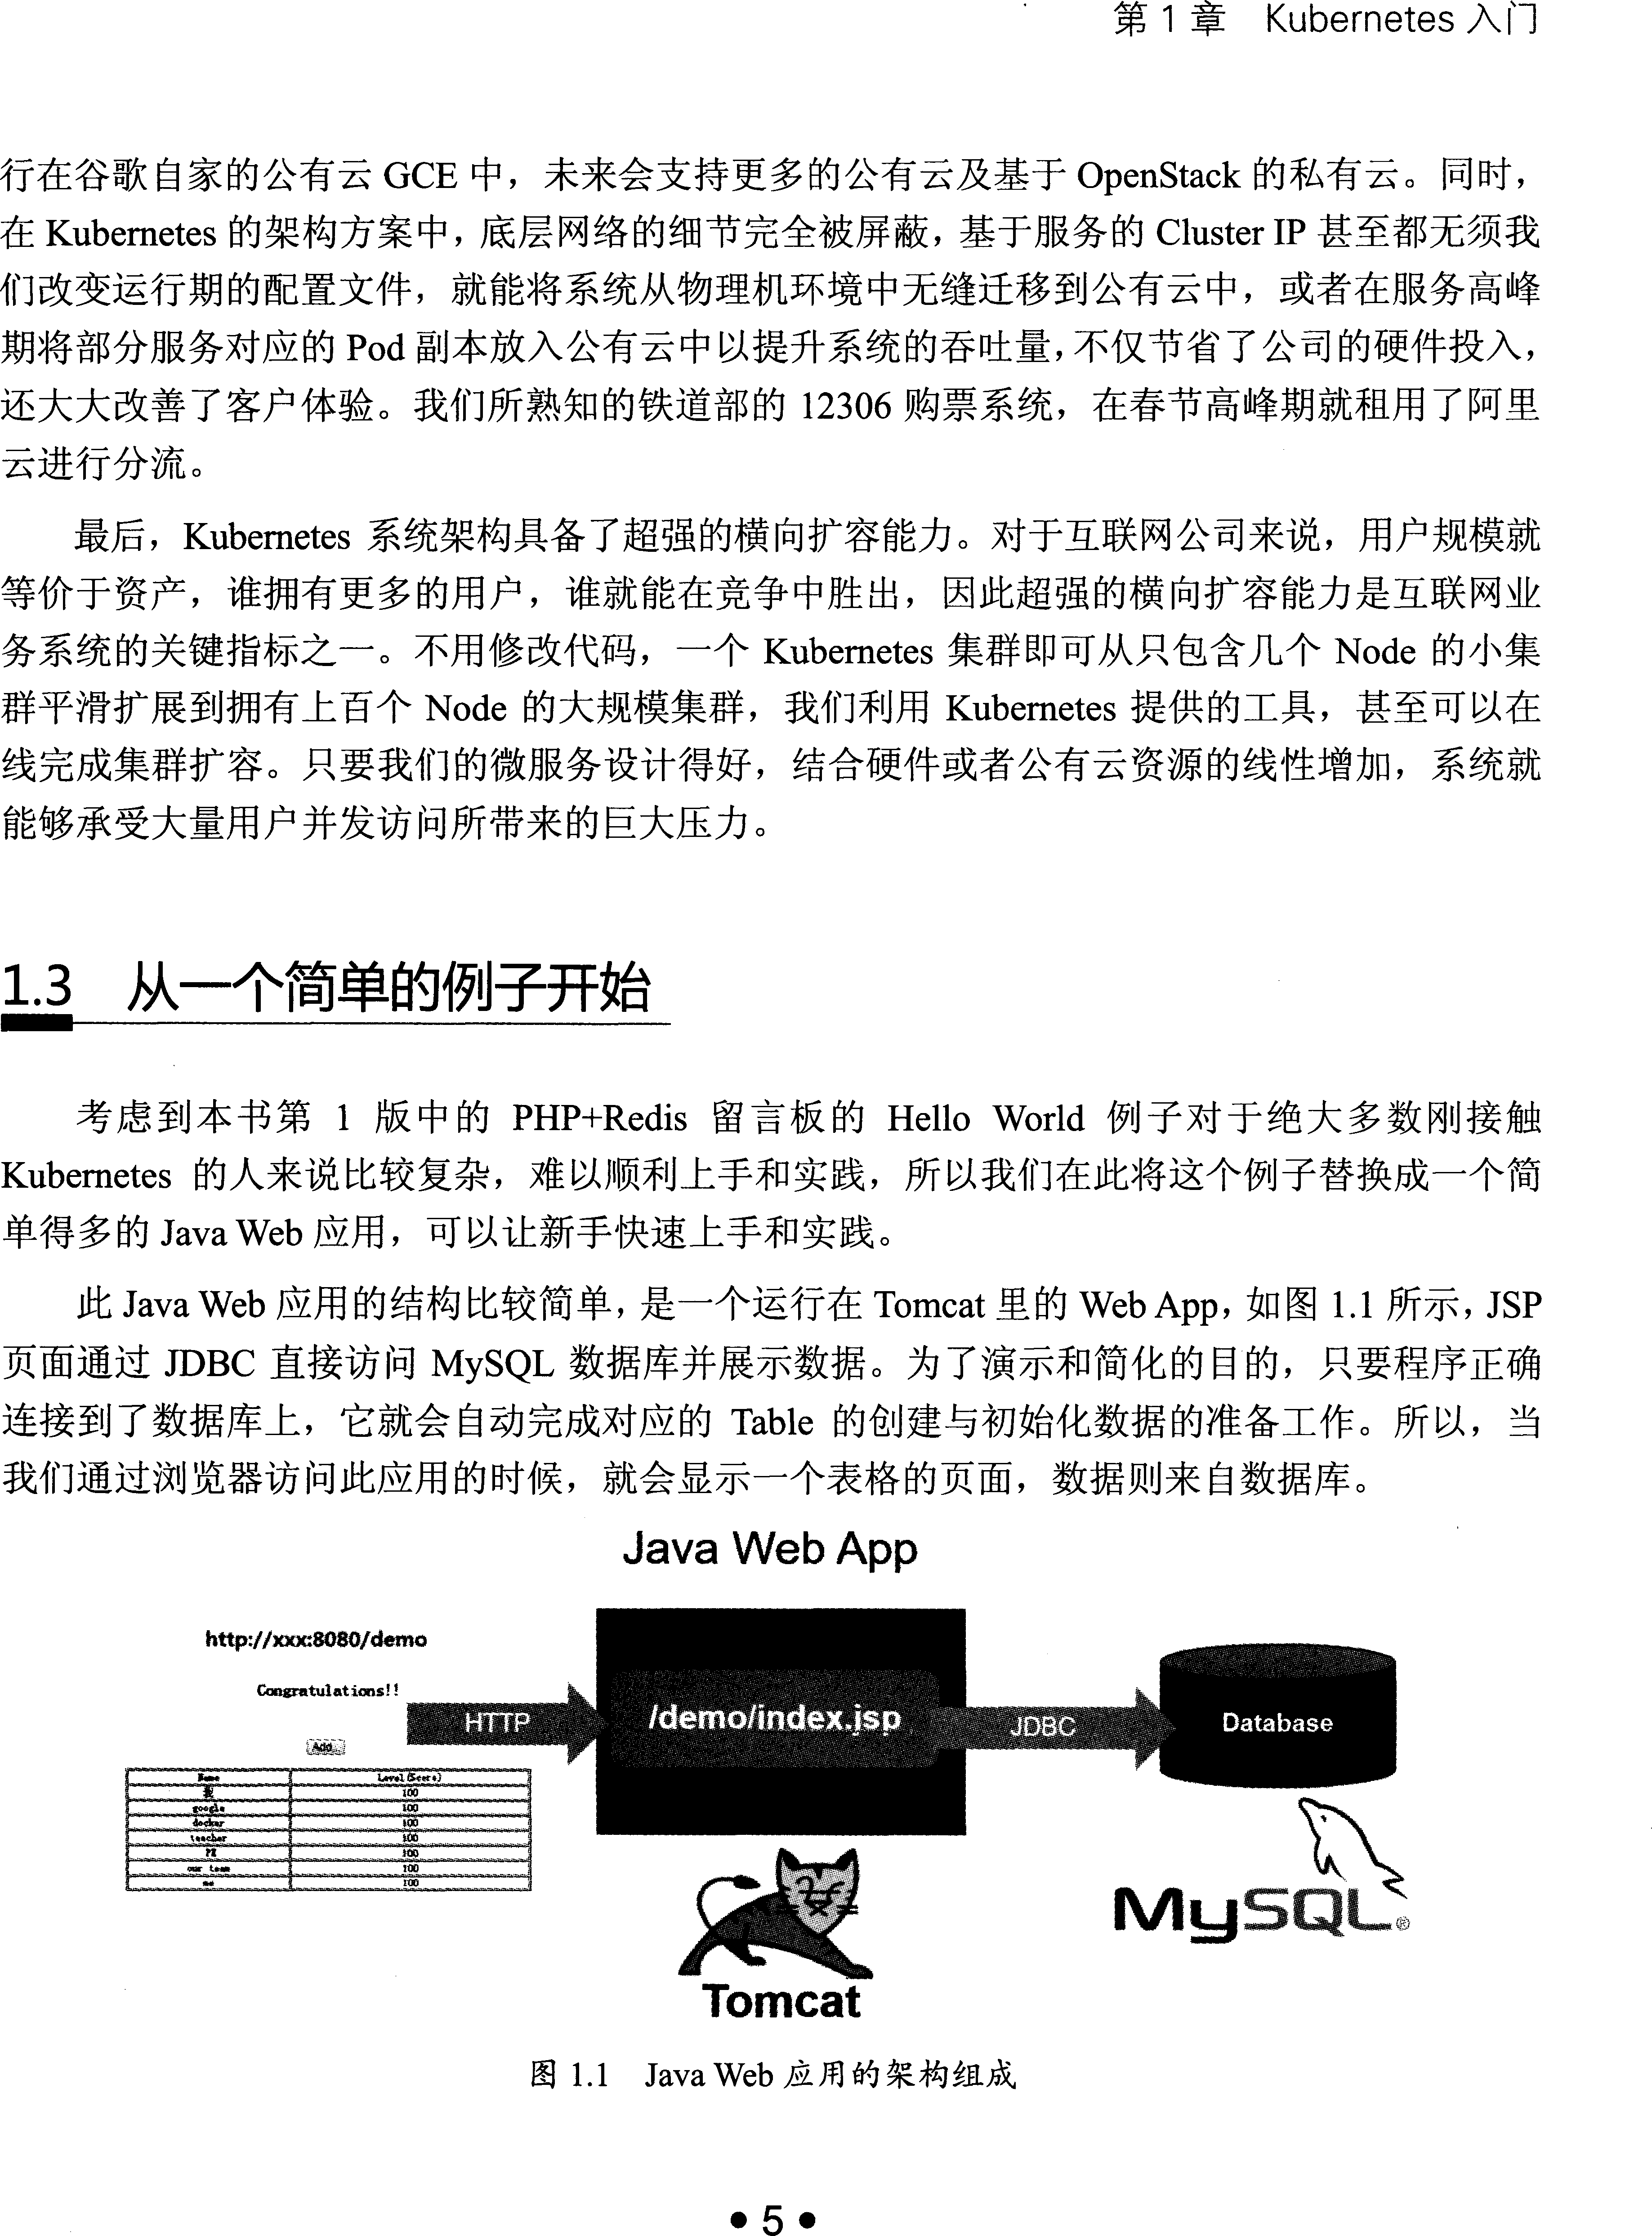 第 1 章 Kubernetes 入门
行在谷歌自家的公有云 GCE 中，未来会支持更多的公有云及基于 OpenStack 的私有云。同时，
在 Kubernetes 的架构方案中，底层网络的细节完全被屏蔽，基于服务的 Cluster IP 甚至都无须我
们改变运行期的配置文件，就能将系统从物理机环境中无缝迁移到公有云中，或者在服务高峰
期将部分服务对应的 Pod 副本放入公有云中以提升系统的吞吐量，不仅节省了公司的硬件投入，
还大大改善了客户体验。我们所熟知的铁道部的 12306 购票系统，在春节高峰期就租用了阿里
云进行分流。
最后，Kubernetes 系统架构具备了超强的横向扩容能力。对于互联网公司来说，用户规模就
等价于资产，谁拥有更多的用户，谁就能在竞争中胜出，因此超强的横向扩容能力是互联网业
务系统的关键指标之一。不用修改代码，一个 Kubernetes 集群即可从只包含几个 Node 的小集
群平滑扩展到拥有上百个 Node 的大规模集群，我们利用 Kubernetes 提供的工具，甚至可以在
线完成集群扩容。只要我们的微服务设计得好，结合硬件或者公有云资源的线性增加，系统就
能够承受大量用户并发访问所带来的巨大压力。
1.3 从一个简单的例子开始
考虑到本书第 1 版中的 PHP+Redis 留言板的 Hello World 例子对于绝大多数刚接触
Kubernetes 的人来说比较复杂，难以顺利上手和实践，所以我们在此将这个例子替换成一个简
单得多的 Java Web 应用，可以让新手快速上手和实践。
此 Java Web 应用的结构比较简单，是一个运行在 Tomcat 里的 Web App，如图 1.1 所示，JSP
页面通过 JDBC 直接访问 MySQL 数据库并展示数据。为了演示和简化的目的，只要程序正确
连接到了数据库上，它就会自动完成对应的 Table 的创建与初始化数据的准备工作。所以，当
我们通过浏览器访问此应用的时候，就会显示一个表格的页面，数据则来自数据库。
Java Web App
http://xxx:8080/demo
Congratulations!!
Add...
HTTP
/demo/index.jsp
JDBC
Database
Name Level(Score)
100
google 100
docker 100
teacher 100
100
our team 100
me 100
MySQL®
Tomcat
图 1.1 Java Web 应用的架构组成
• 5 •